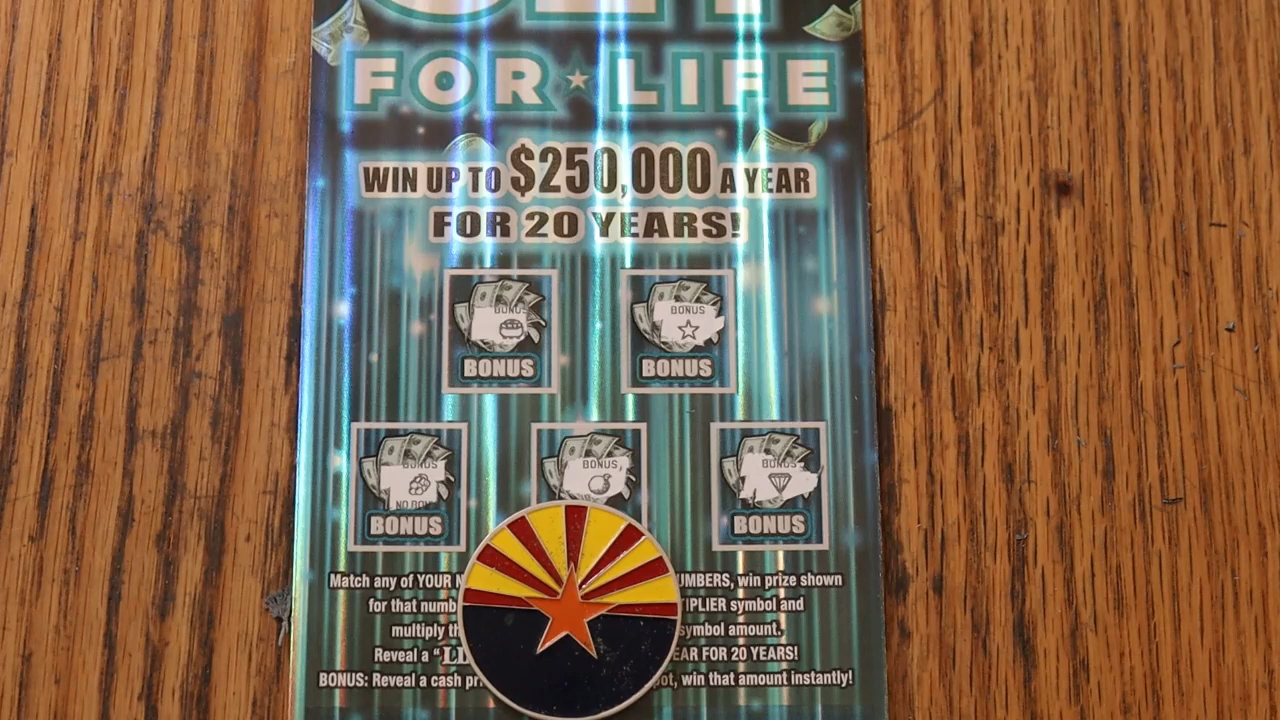 FOR LIFE
WIN UP TO $250,000 A YEAR
FOR 20 YEARS!
BONUS BONUS
BONUS BONUS
BONUS BONUS BONUS
BONUS BONUS
Match any of YOUR UMBERS, win prize shown
for that numb IPLIER symbol and
multiply th symbol amount.
Reveal a " EAR FOR 20 YEARS!
BONUS: Reveal a cash pr ot, win that amount instantly!